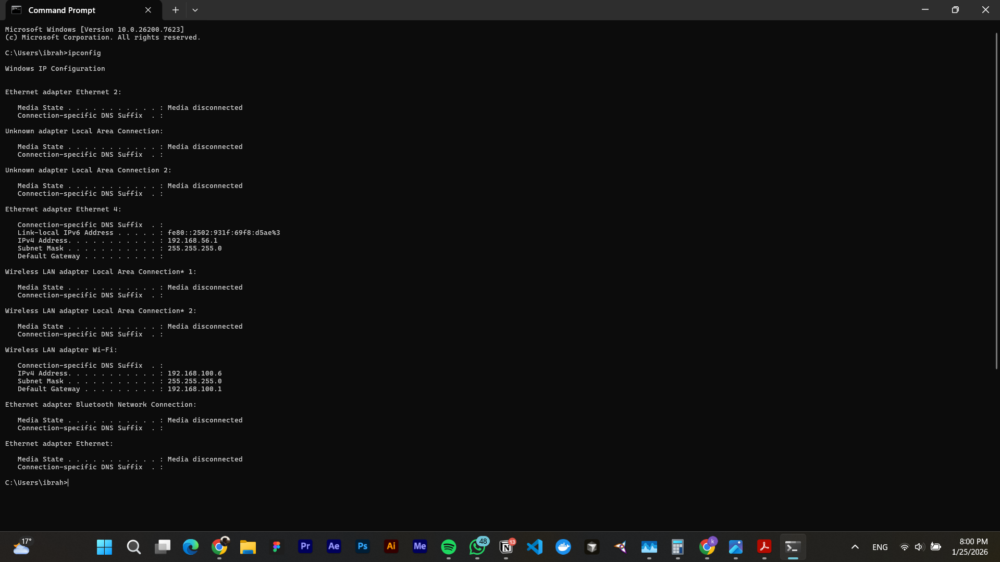 Command Prompt
Microsoft Windows [Version 10.0.26200.7623]
(c) Microsoft Corporation. All rights reserved.
C:\Users\ibrah>ipconfig
Windows IP Configuration
Ethernet adapter Ethernet 2:
Media State . . . . . . . . . . . : Media disconnected
Connection-specific DNS Suffix  . :
Unknown adapter Local Area Connection:
Media State . . . . . . . . . . . : Media disconnected
Connection-specific DNS Suffix  . :
Unknown adapter Local Area Connection 2:
Media State . . . . . . . . . . . : Media disconnected
Connection-specific DNS Suffix  . :
Ethernet adapter Ethernet 4:
Connection-specific DNS Suffix  . :
Link-local IPv6 Address . . . . . : fe80::2502:931f:69f8:d5ae%3
IPv4 Address. . . . . . . . . . . : 192.168.56.1
Subnet Mask . . . . . . . . . . . : 255.255.255.0
Default Gateway . . . . . . . . . :
Wireless LAN adapter Local Area Connection* 1:
Media State . . . . . . . . . . . : Media disconnected
Connection-specific DNS Suffix  . :
Wireless LAN adapter Local Area Connection* 2:
Media State . . . . . . . . . . . : Media disconnected
Connection-specific DNS Suffix  . :
Wireless LAN adapter Wi-Fi:
Connection-specific DNS Suffix  . :
IPv4 Address. . . . . . . . . . . : 192.168.100.6
Subnet Mask . . . . . . . . . . . : 255.255.255.0
Default Gateway . . . . . . . . . : 192.168.100.1
Ethernet adapter Bluetooth Network Connection:
Media State . . . . . . . . . . . : Media disconnected
Connection-specific DNS Suffix  . :
Ethernet adapter Ethernet:
Media State . . . . . . . . . . . : Media disconnected
Connection-specific DNS Suffix  . :
C:\Users\ibrah>
17°
Pr Ae Ps Ai Me 48 13 k
ENG
8:00 PM
1/25/2026